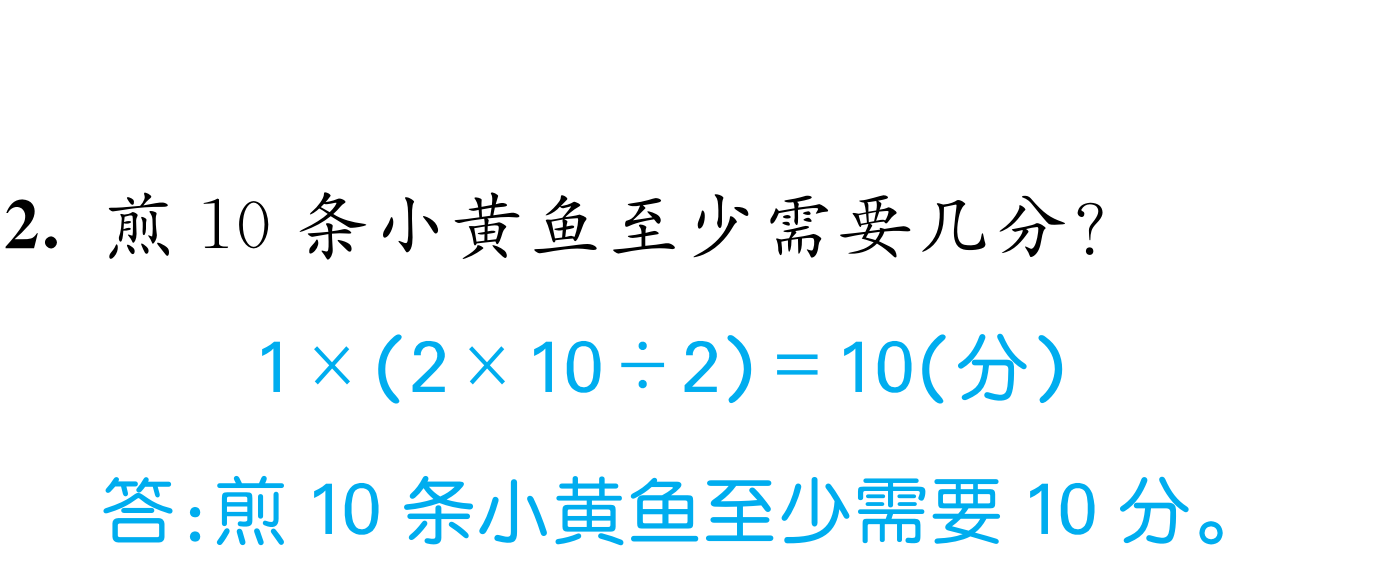 2. 煎 10 条小黄鱼至少需要几分?
1×(2×10÷2)=10(分)
答:煎 10 条小黄鱼至少需要 10 分。